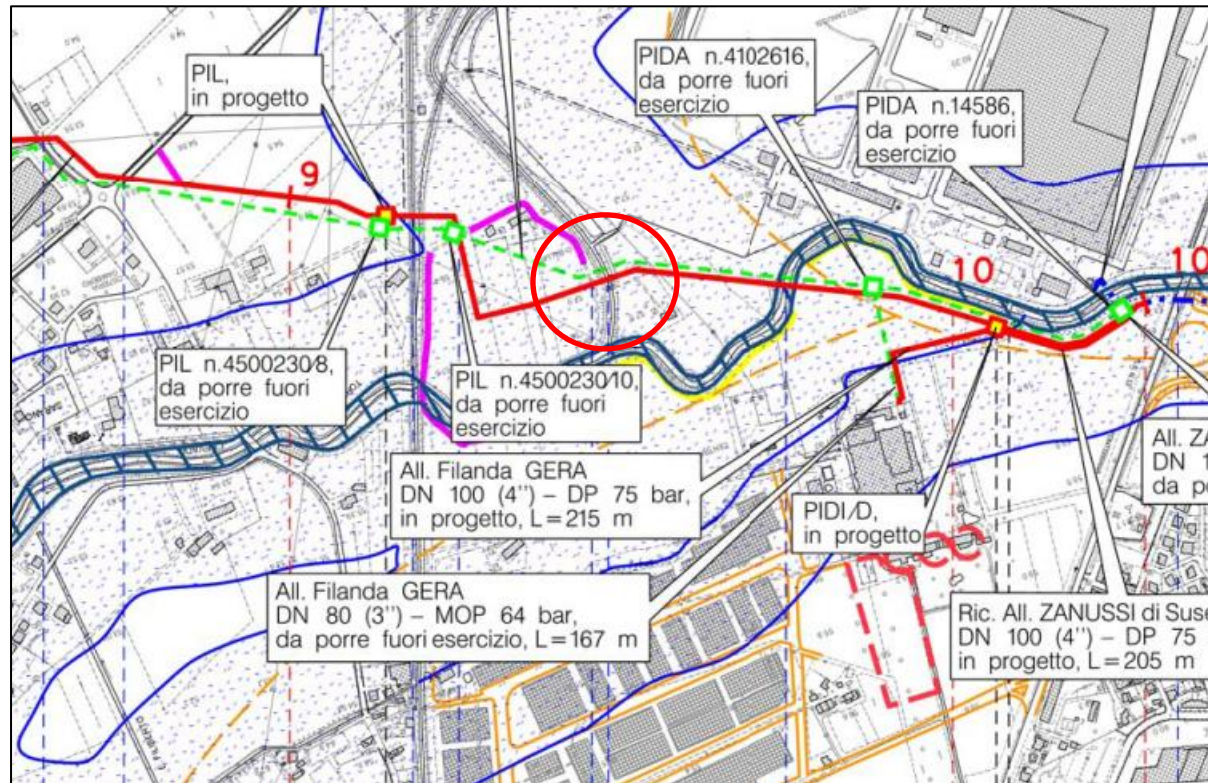 PIL,
in progetto
PIDA n.4102616,
da porre fuori
esercizio
PIDA n.14586,
da porre fuori
esercizio
9
10
10
PIL n.4500230/8,
da porre fuori
esercizio
PIL n.4500230/10,
da porre fuori
esercizio
All. Filanda GERA
DN 100 (4'') – DP 75 bar,
in progetto, L=215 m
PIDI/D,
in progetto
All. ZA
DN 1
da po
All. Filanda GERA
DN 80 (3'') – MOP 64 bar,
da porre fuori esercizio, L=167 m
Ric. All. ZANUSSI di Suse
DN 100 (4'') – DP 75
in progetto, L=205 m